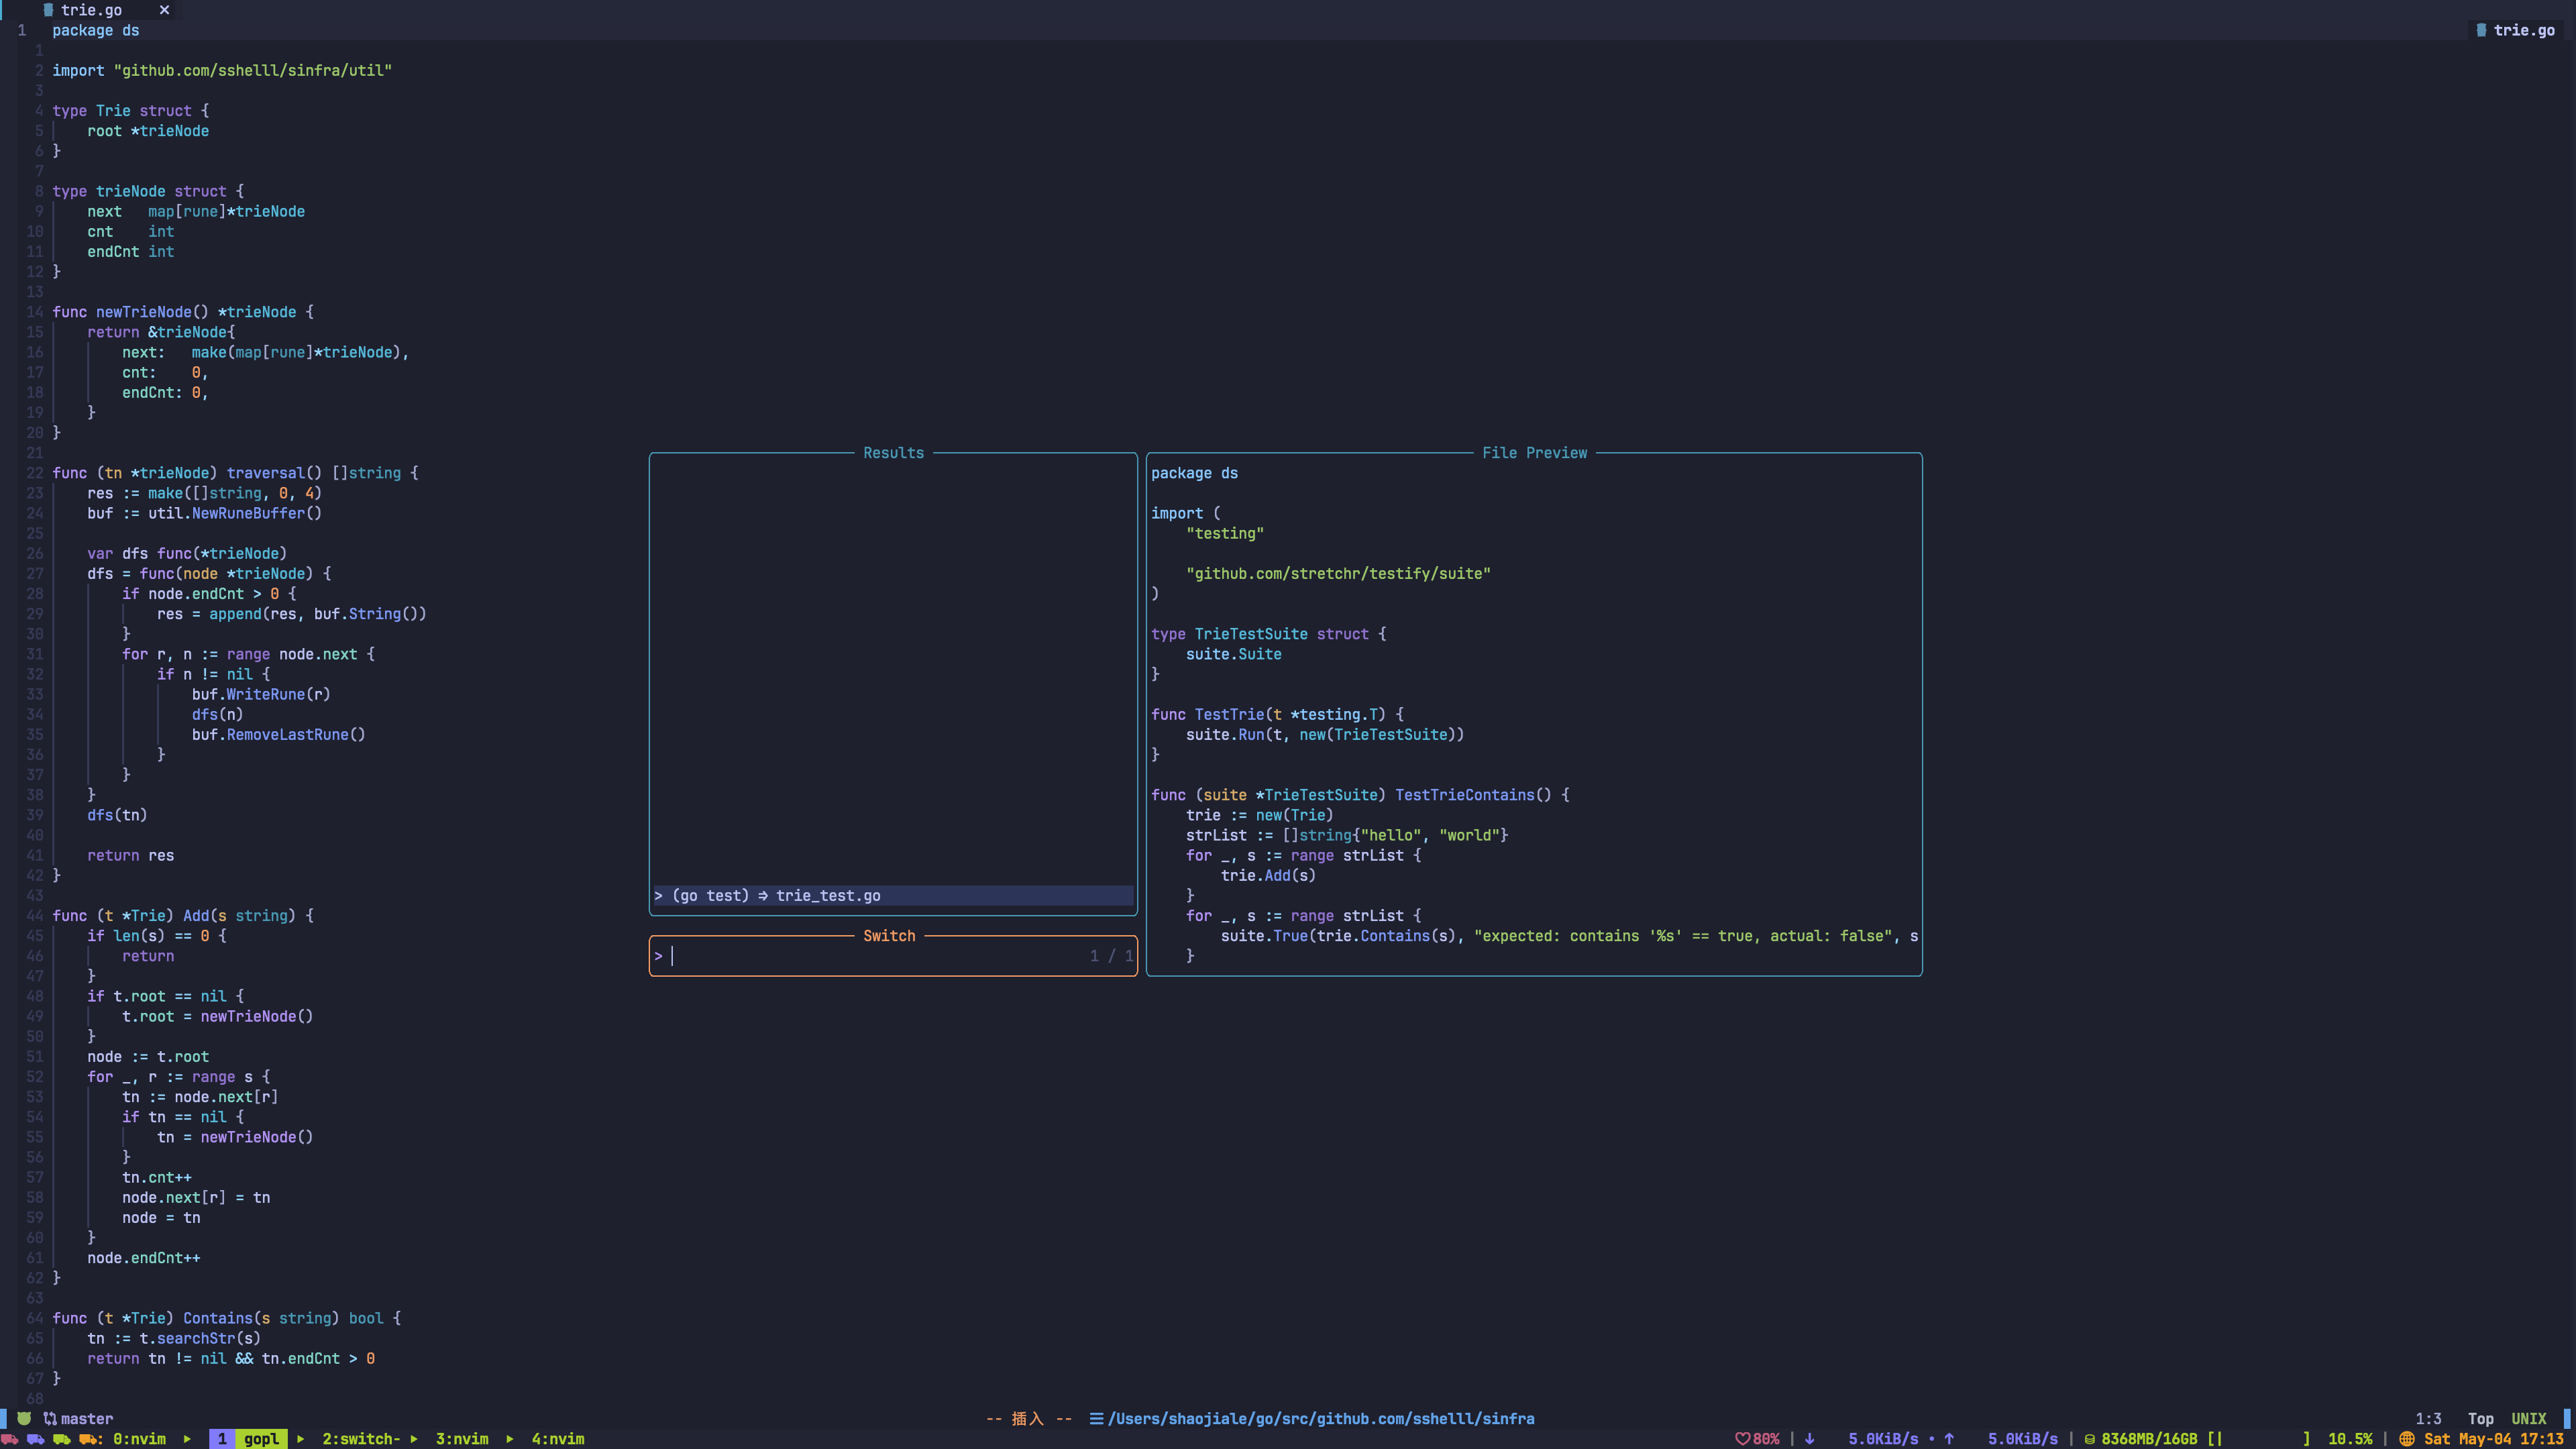 trie.go ×
1 package ds
trie.go
1
2 import "github.com/sshelll/sinfra/util"
3
4 type Trie struct {
5 root *trieNode
6 }
7
8 type trieNode struct {
9 next map[rune]*trieNode
10 cnt int
11 endCnt int
12 }
13
14 func newTrieNode() *trieNode {
15 return &trieNode{
16 next: make(map[rune]*trieNode),
17 cnt: 0,
18 endCnt: 0,
19 }
20 }
21
22 func (tn *trieNode) traversal() []string {
23 res := make([]string, 0, 4)
24 buf := util.NewRuneBuffer()
25
26 var dfs func(*trieNode)
27 dfs = func(node *trieNode) {
28 if node.endCnt > 0 {
29 res = append(res, buf.String())
30 }
31 for r, n := range node.next {
32 if n != nil {
33 buf.WriteRune(r)
34 dfs(n)
35 buf.RemoveLastRune()
36 }
37 }
38 }
39 dfs(tn)
40
41 return res
42 }
43
44 func (t *Trie) Add(s string) {
45 if len(s) == 0 {
46 return
47 }
48 if t.root == nil {
49 t.root = newTrieNode()
50 }
51 node := t.root
52 for _, r := range s {
53 tn := node.next[r]
54 if tn == nil {
55 tn = newTrieNode()
56 }
57 tn.cnt++
58 node.next[r] = tn
59 node = tn
60 }
61 node.endCnt++
62 }
63
64 func (t *Trie) Contains(s string) bool {
65 tn := t.searchStr(s)
66 return tn != nil && tn.endCnt > 0
67 }
68
Results
> (go test) ⇒ trie_test.go
Switch
> 1 / 1
File Preview
package ds
import (
"testing"
"github.com/stretchr/testify/suite"
)
type TrieTestSuite struct {
suite.Suite
}
func TestTrie(t *testing.T) {
suite.Run(t, new(TrieTestSuite))
}
func (suite *TrieTestSuite) TestTrieContains() {
trie := new(Trie)
strList := []string{"hello", "world"}
for _, s := range strList {
trie.Add(s)
}
for _, s := range strList {
suite.True(trie.Contains(s), "expected: contains '%s' == true, actual: false", s
}
master
-- 插入 -- /Users/shaojiale/go/src/github.com/sshelll/sinfra
1:3 Top UNIX
: 0:nvim 1 gopl 2:switch- 3:nvim 4:nvim
80% | ↓ 5.0KiB/s • ↑ 5.0KiB/s | 8368MB/16GB [| ] 10.5% | Sat May-04 17:13